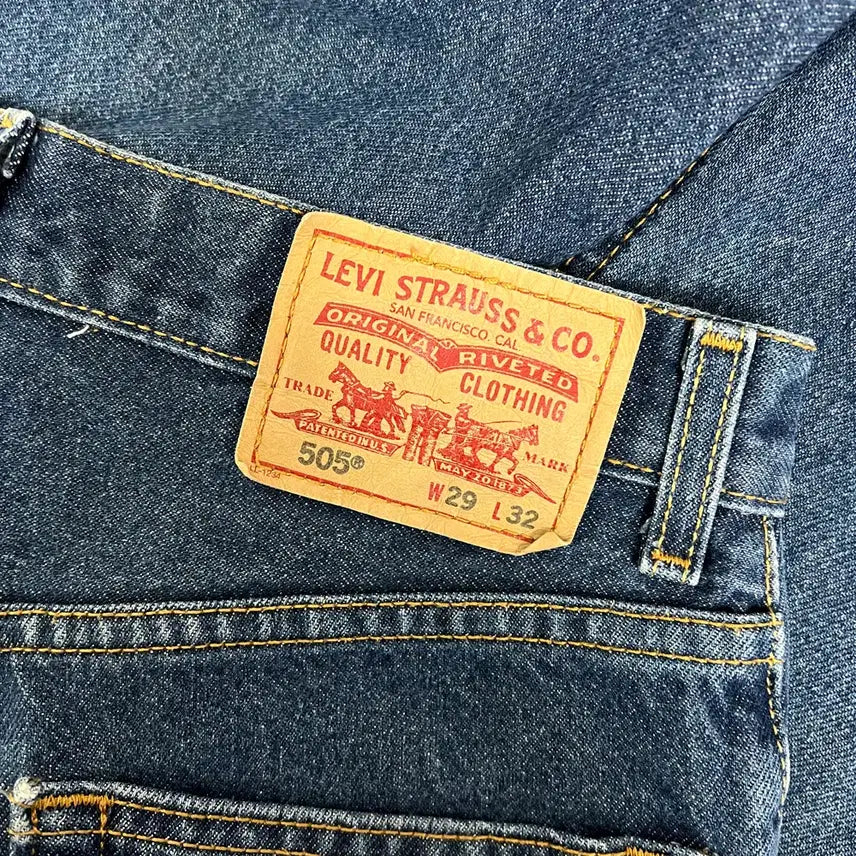 LEVI STRAUSS & CO.
SAN FRANCISCO, CAL
ORIGINAL RIVETED
QUALITY CLOTHING
TRADE MARK
PATENTED IN U.S. MAY 20 1873
505®
W29 L32